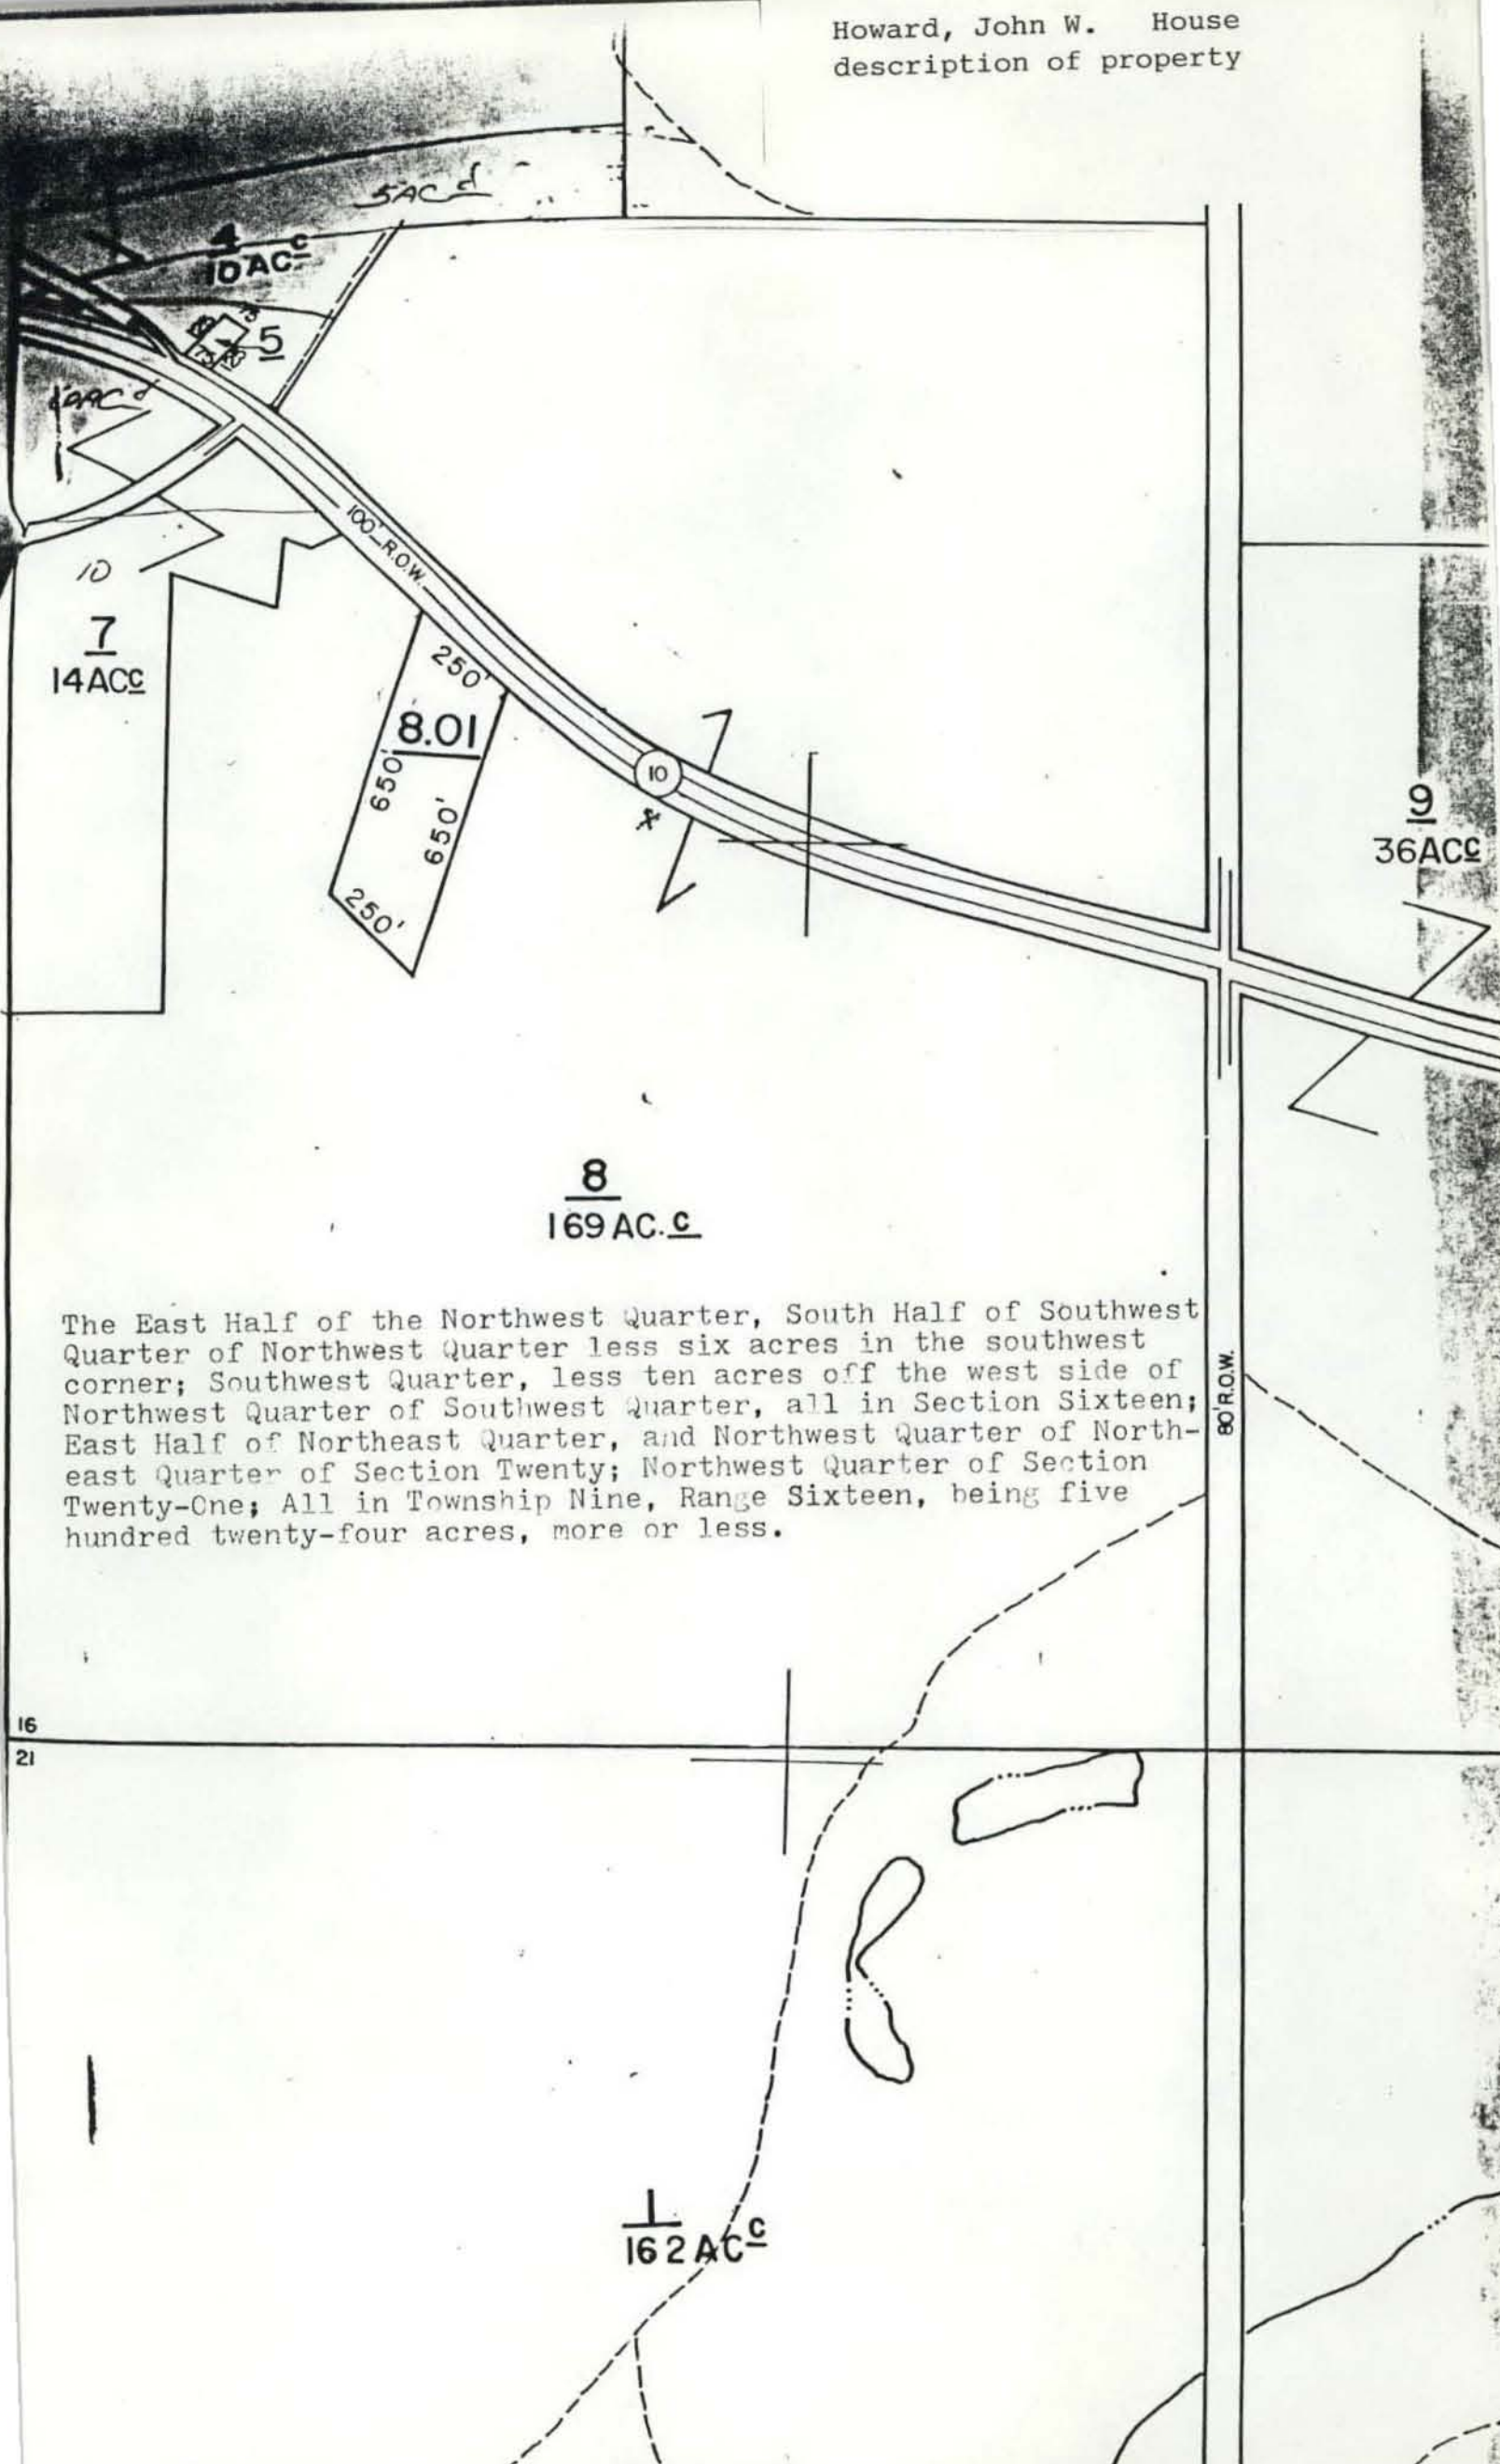 Howard, John W. House
description of property
5AC d
4
10 AC c
5
75
10
7
14ACC
100' R.O.W.
250'
8.01
650'
650'
250'
10
9
36ACC
8
169 AC. C
The East Half of the Northwest Quarter, South Half of Southwest
Quarter of Northwest Quarter less six acres in the southwest
corner; Southwest Quarter, less ten acres off the west side of
Northwest Quarter of Southwest Quarter, all in Section Sixteen;
East Half of Northeast Quarter, and Northwest Quarter of North-
east Quarter of Section Twenty; Northwest Quarter of Section
Twenty-One; All in Township Nine, Range Sixteen, being five
hundred twenty-four acres, more or less.
80' R.O.W.
16
21
1
162 AC C